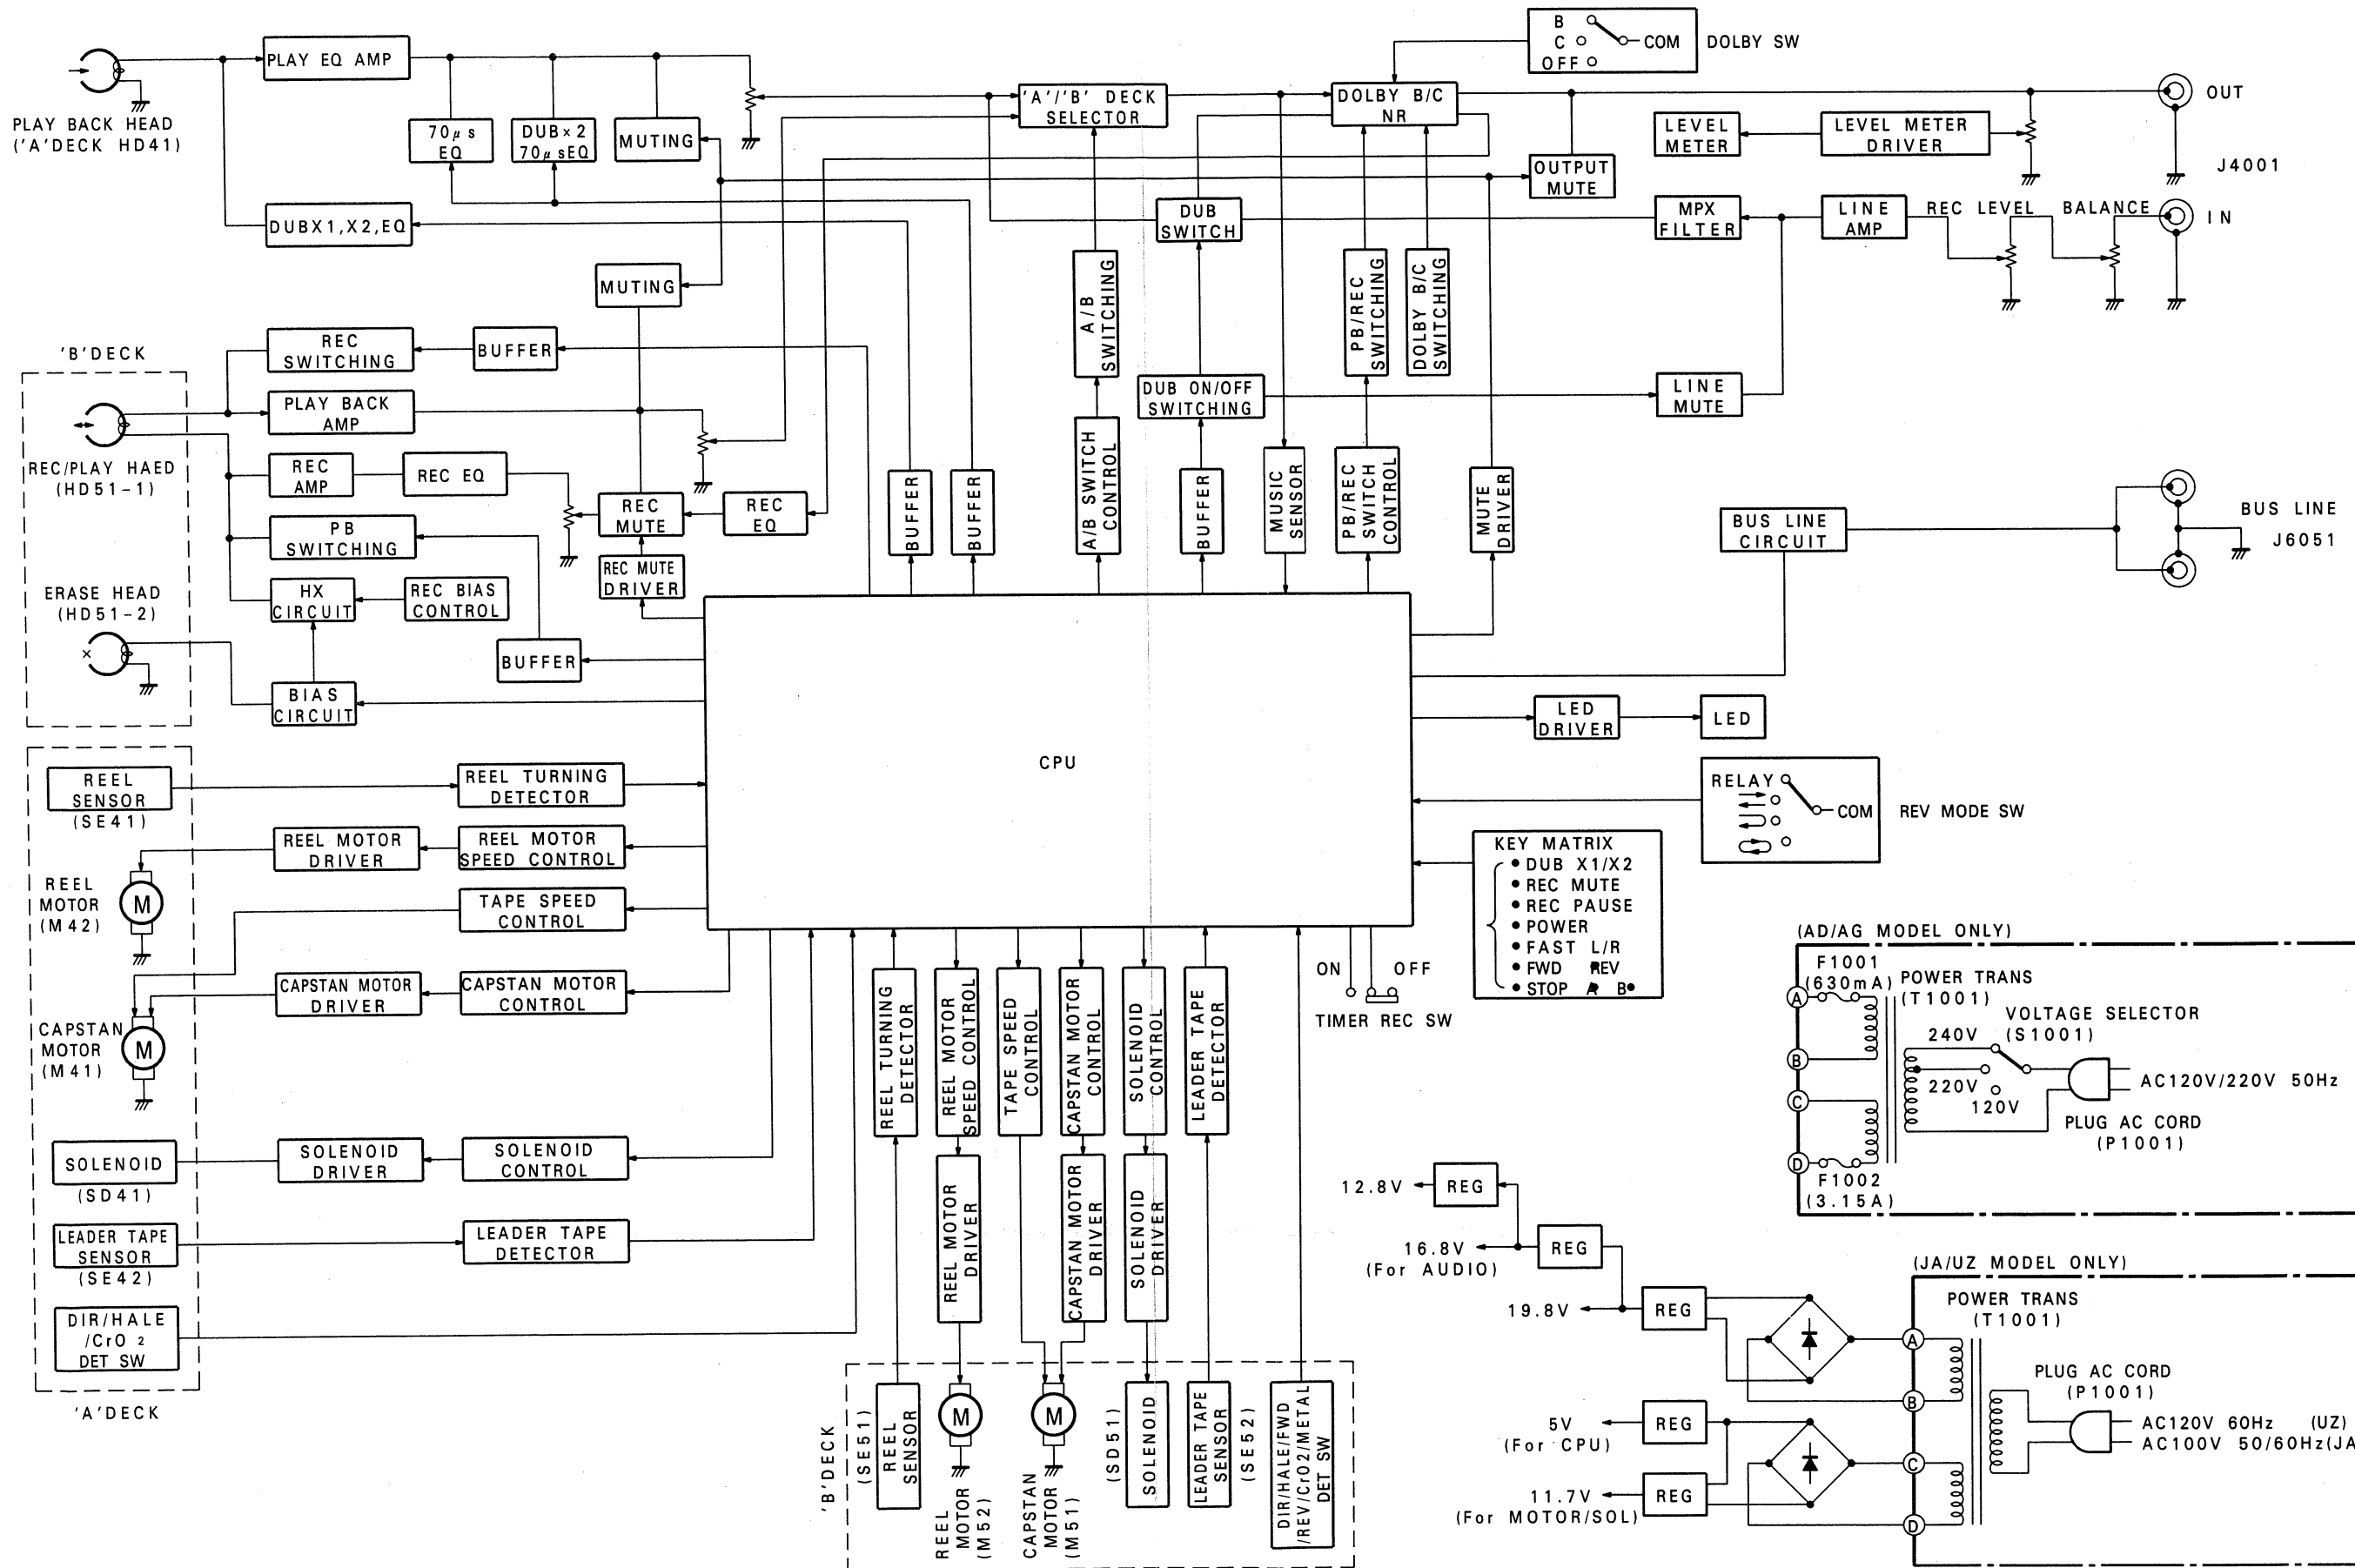 B
C
OFF
COM
DOLBY SW
PLAY EQ AMP
PLAY BACK HEAD
('A'DECK HD41)
70μs
EQ
DUB×2
70μsEQ
MUTING
'A'/'B' DECK
SELECTOR
DOLBY B/C
NR
OUT
LEVEL
METER
LEVEL METER
DRIVER
J4001
OUTPUT
MUTE
DUBX1,X2,EQ
DUB
SWITCH
MPX
FILTER
LINE
AMP
REC LEVEL
BALANCE
IN
MUTING
A/B
SWITCHING
PB/REC
SWITCHING
DOLBY B/C
SWITCHING
'B'DECK
REC
SWITCHING
BUFFER
PLAY BACK
AMP
DUB ON/OFF
SWITCHING
LINE
MUTE
REC/PLAY HAED
(HD51-1)
REC
AMP
REC EQ
REC
MUTE
REC
EQ
BUFFER
BUFFER
A/B SWITCH
CONTROL
BUFFER
MUSIC
SENSOR
PB/REC
SWITCH
CONTROL
MUTE
DRIVER
BUS LINE
CIRCUIT
BUS LINE
J6051
PB
SWITCHING
REC MUTE
DRIVER
ERASE HEAD
(HD51-2)
HX
CIRCUIT
REC BIAS
CONTROL
BUFFER
BIAS
CIRCUIT
LED
DRIVER
LED
CPU
REEL
SENSOR
(SE41)
REEL TURNING
DETECTOR
RELAY
COM
REV MODE SW
REEL MOTOR
DRIVER
REEL MOTOR
SPEED CONTROL
KEY MATRIX
• DUB X1/X2
• REC MUTE
• REC PAUSE
• POWER
• FAST L/R
• FWD • REV
• STOP A • B•
REEL
MOTOR
(M42)
TAPE SPEED
CONTROL
CAPSTAN MOTOR
DRIVER
CAPSTAN MOTOR
CONTROL
CAPSTAN
MOTOR
(M41)
ON
OFF
TIMER REC SW
REEL TURNING
DETECTOR
REEL MOTOR
SPEED CONTROL
TAPE SPEED
CONTROL
CAPSTAN MOTOR
CONTROL
SOLENOID
CONTROL
LEADER TAPE
DETECTOR
(AD/AG MODEL ONLY)
F1001
(630mA)
POWER TRANS
(T1001)
VOLTAGE SELECTOR
(S1001)
240V
220V
120V
A
B
C
D
AC120V/220V 50Hz
PLUG AC CORD
(P1001)
F1002
(3.15A)
SOLENOID
(SD41)
SOLENOID
DRIVER
SOLENOID
CONTROL
LEADER TAPE
SENSOR
(SE42)
LEADER TAPE
DETECTOR
DIR/HALE
/CrO 2
DET SW
'A'DECK
REEL MOTOR
DRIVER
CAPSTAN MOTOR
DRIVER
SOLENOID
DRIVER
12.8V
REG
16.8V
(For AUDIO)
REG
19.8V
REG
5V
(For CPU)
REG
11.7V
(For MOTOR/SOL)
REG
(JA/UZ MODEL ONLY)
POWER TRANS
(T1001)
A
B
C
D
PLUG AC CORD
(P1001)
AC120V 60Hz (UZ)
AC100V 50/60Hz(JA
'B'DECK
(SE51)
REEL
SENSOR
M
M
M
M
REEL
MOTOR
(M52)
CAPSTAN
MOTOR
(M51)
(SD51)
SOLENOID
LEADER TAPE
SENSOR
(SE52)
DIR/HALE/FWD
/REV/CrO2/METAL
DET SW